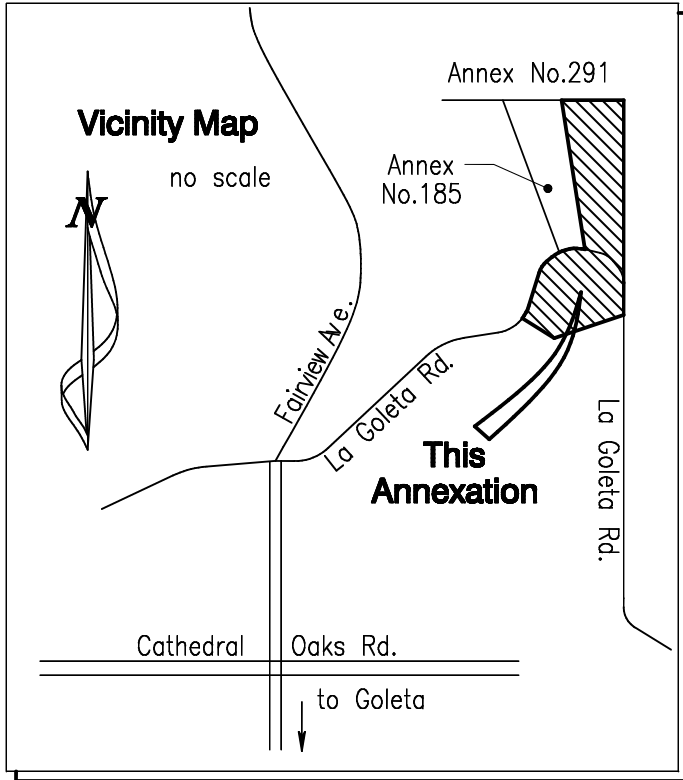 Annex No.291
Vicinity Map
no scale
Annex
No.185
N
Fairview Ave.
La Goleta Rd.
This
Annexation
La Goleta Rd.
Cathedral Oaks Rd.
to Goleta